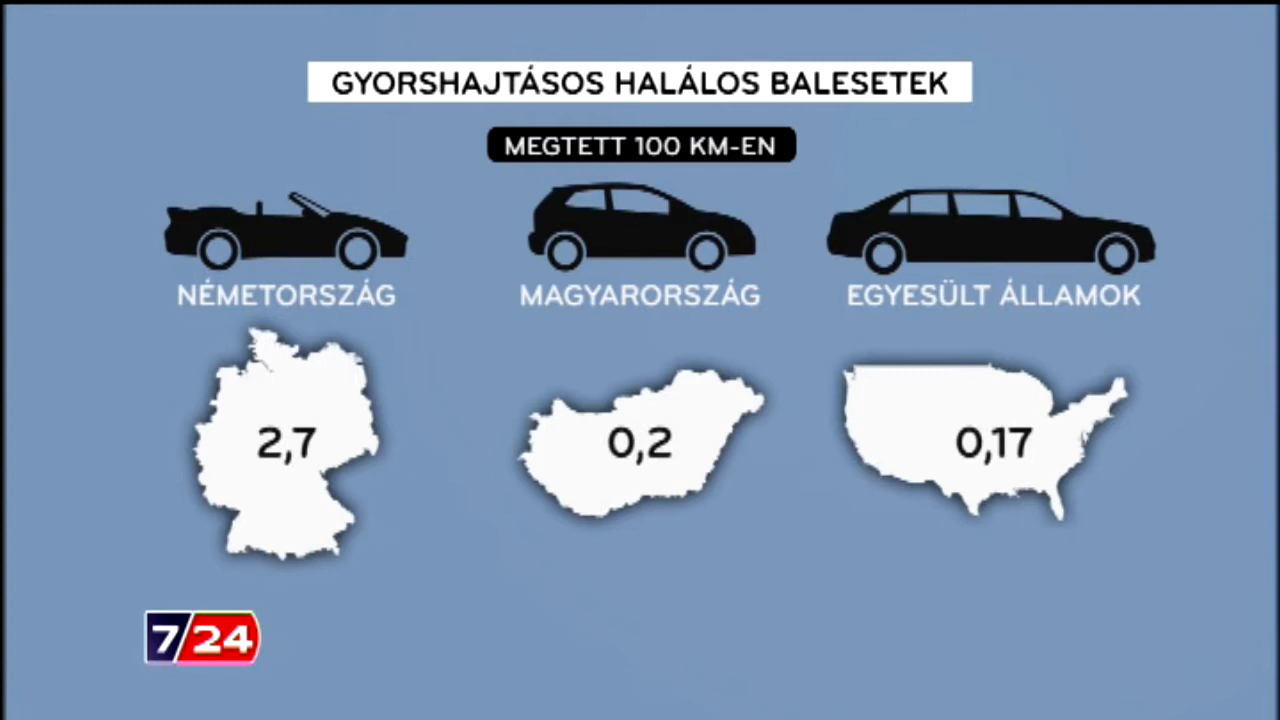 GYORSHAJTÁSOS HALÁLOS BALESETEK
MEGTETT 100 KM-EN
NÉMETORSZÁG
MAGYARORSZÁG
EGYESÜLT ÁLLAMOK
2,7
0,2
0,17
7/24